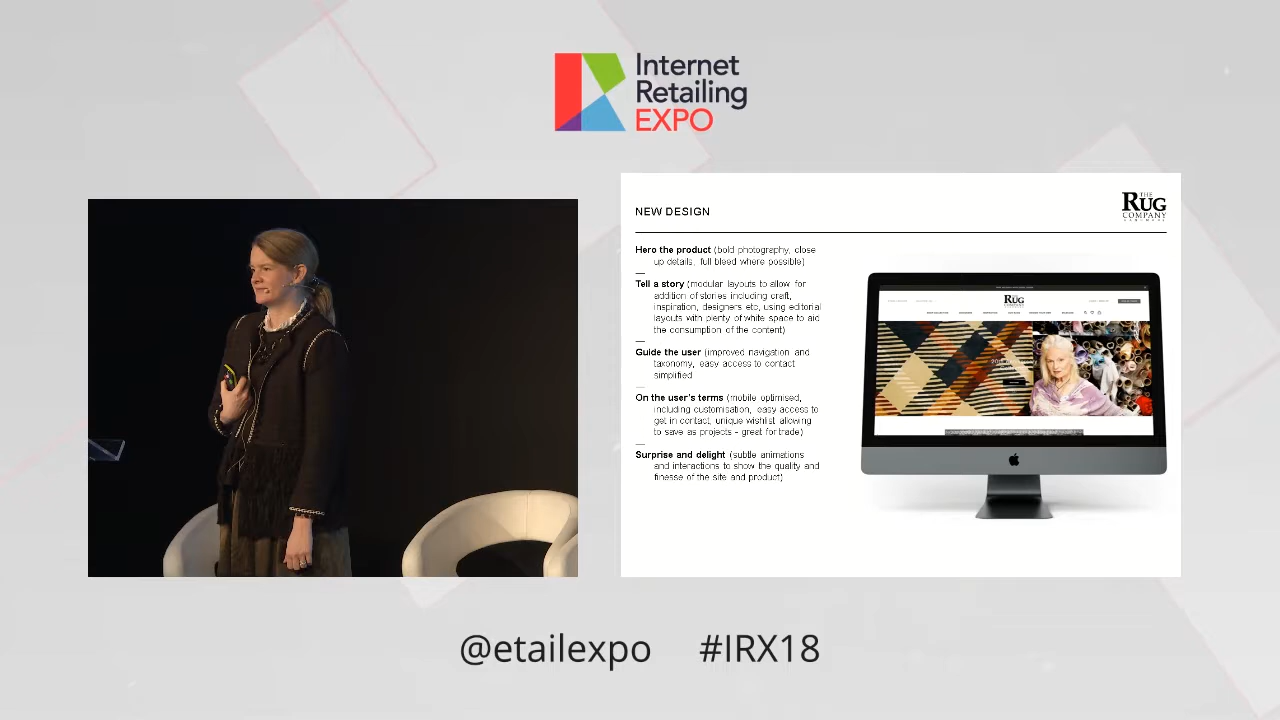 Internet
Retailing
EXPO
NEW DESIGN
THE
RUG
COMPANY
Hero the product (bold photography, close
up details, full bleed where possible)
Tell a story (modular layouts to allow for
addition of stories including craft,
inspiration, designers etc, using editorial
layouts with plenty of white space to aid
the consumption of the content)
Guide the user (improved navigation and
taxonomy, easy access to contact
simplified
On the user's terms (mobile optimised,
including customisation, easy access to
get in contact, unique wishlist allowing
to save as projects - great for trade)
Surprise and delight (subtle animations
and interactions to show the quality and
finesse of the site and product)
RUG
@etailexpo #IRX18